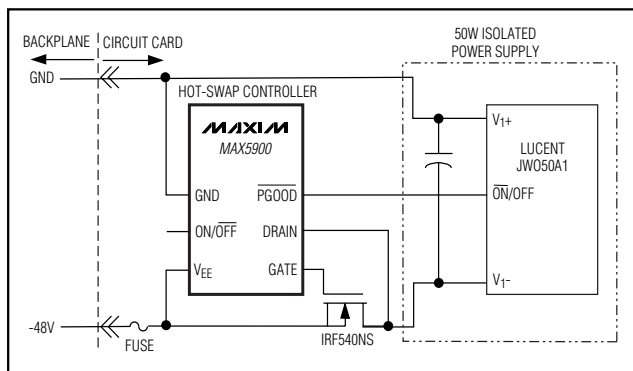 BACKPLANE
CIRCUIT CARD
50W ISOLATED
POWER SUPPLY
GND
HOT-SWAP CONTROLLER
MAXIM
MAX5900
V1+
LUCENT
JWO50A1
GND
PGOOD
ON/OFF
ON/OFF
DRAIN
VEE
GATE
V1-
-48V
FUSE
IRF540NS